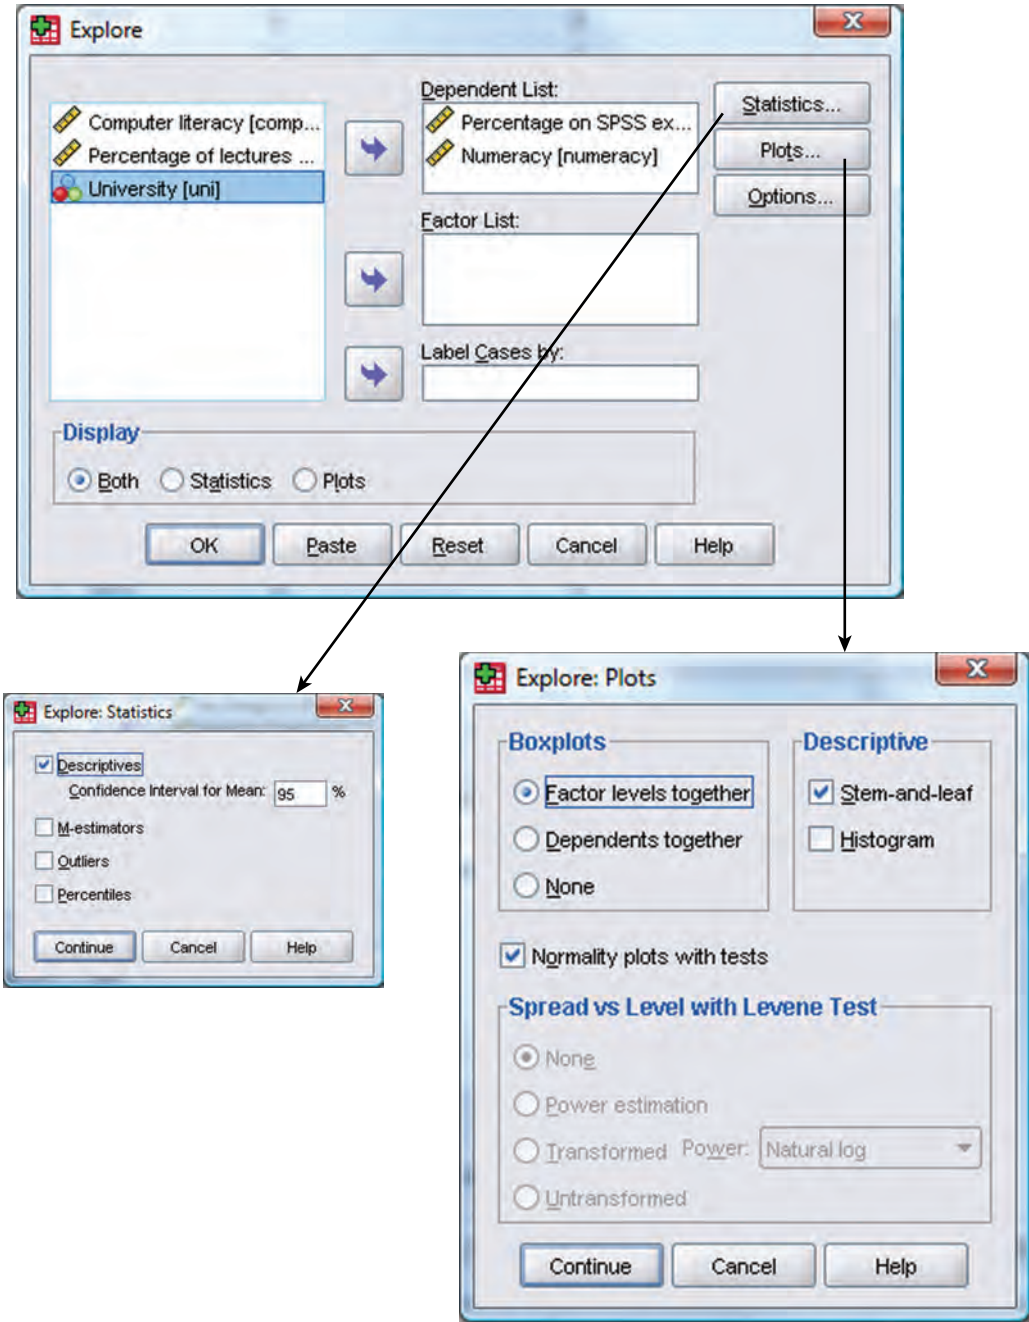 Explore
Dependent List:
Statistics...
Computer literacy [comp...
Percentage on SPSS ex...
Percentage of lectures ...
Numeracy [numeracy]
Plots...
University [uni]
Options...
Factor List:
Label Cases by:
Display
Both Statistics Plots
OK Paste Reset Cancel Help
Explore: Statistics
Descriptives
Confidence Interval for Mean: 95 %
M-estimators
Outliers
Percentiles
Continue Cancel Help
Explore: Plots
Boxplots
Factor levels together
Dependents together
None
Descriptive
Stem-and-leaf
Histogram
Normality plots with tests
Spread vs Level with Levene Test
None
Power estimation
Transformed Power: Natural log
Untransformed
Continue Cancel Help